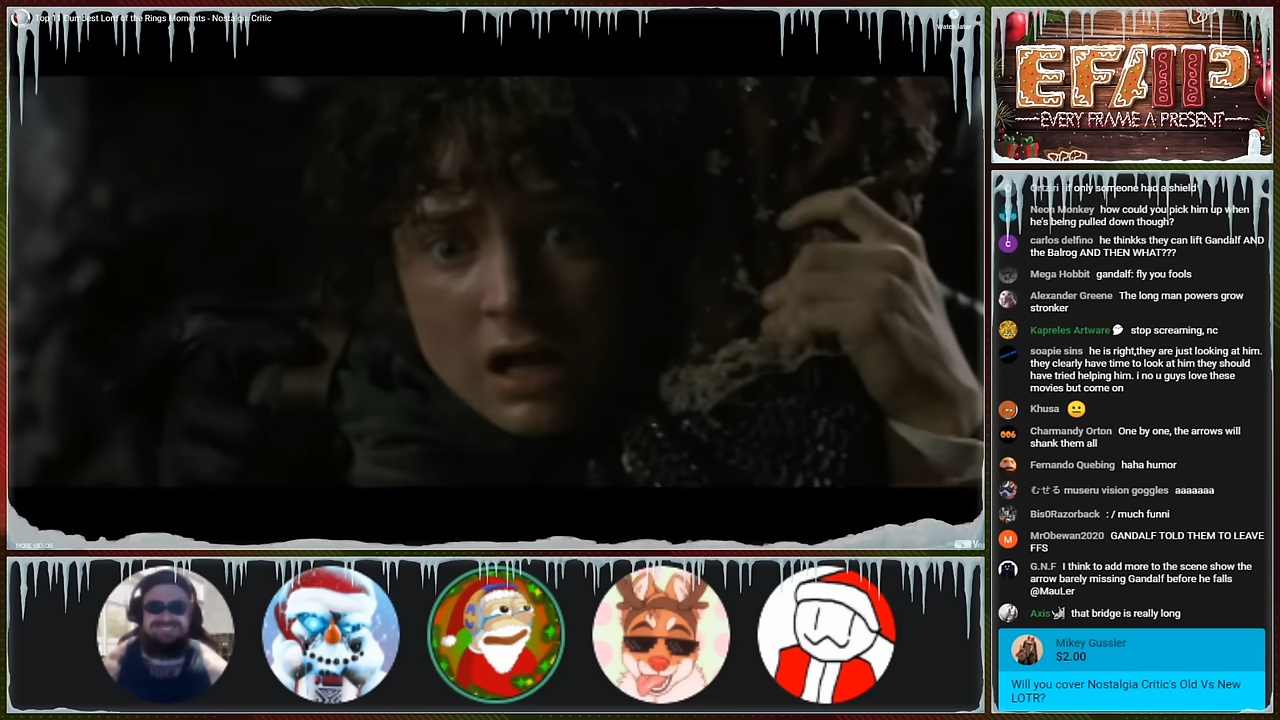 Top 11 Dumbest Lord of the Rings Moments - Nostalgia Critic
Watch later
EFAP
EVERY FRAME A PRESENT
Ortzari if only someone had a shield
Neon Monkey how could you pick him up when
he's being pulled down though?
carlos delfino he thinkks they can lift Gandalf AND
the Balrog AND THEN WHAT???
Mega Hobbit gandalf: fly you fools
Alexander Greene The long man powers grow
stronker
Kapreles Artware stop screaming, nc
soapie sins he is right,they are just looking at him.
they clearly have time to look at him they should
have tried helping him. i no u guys love these
movies but come on
Khusa 😐
Charmandy Orton One by one, the arrows will
shank them all
Fernando Quebing haha humor
むせる museru vision goggles aaaaaaa
Bis0Razorback : / much funni
MrObewan2020 GANDALF TOLD THEM TO LEAVE
FFS
G.N.F I think to add more to the scene show the
arrow barely missing Gandalf before he falls
@MauLer
Axis that bridge is really long
Mikey Gussler
$2.00
Will you cover Nostalgia Critic's Old Vs New
LOTR?
MORE VIDEOS